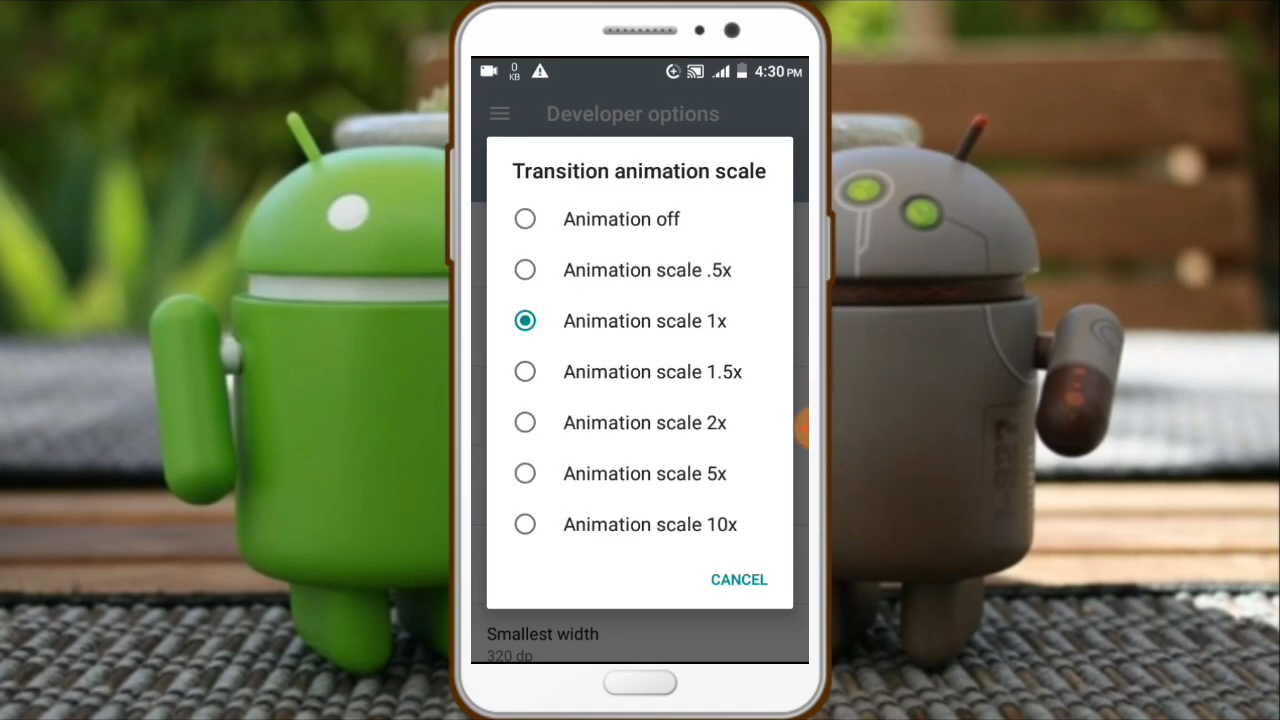 0
KB
4:30 PM
Developer options
Transition animation scale
Animation off
Animation scale .5x
Animation scale 1x
Animation scale 1.5x
Animation scale 2x
Animation scale 5x
Animation scale 10x
CANCEL
Smallest width
320 dp